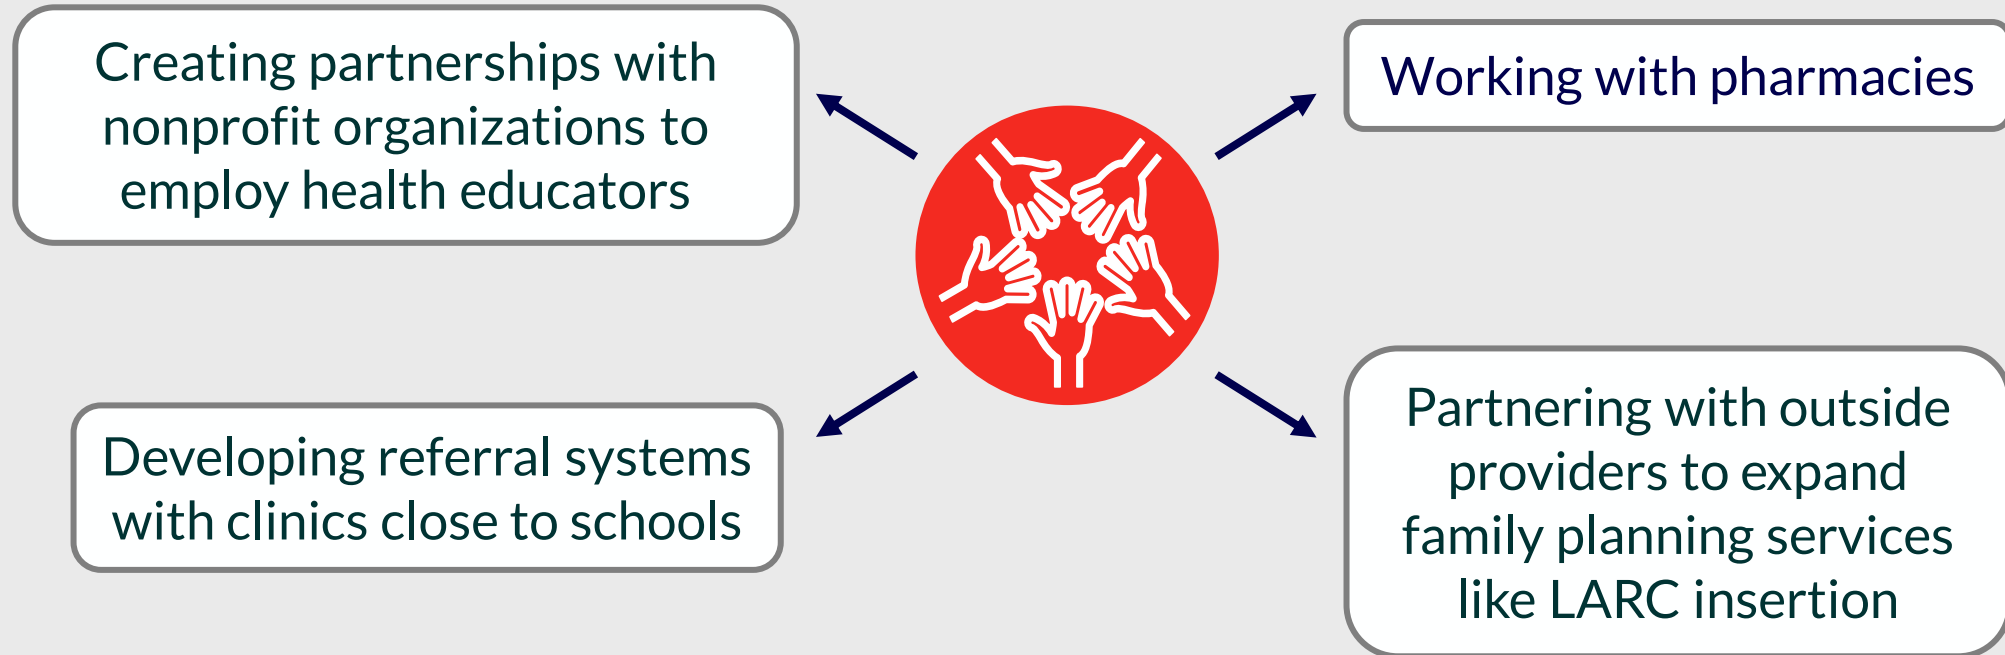 Creating partnerships with
nonprofit organizations to
employ health educators
Working with pharmacies
Developing referral systems
with clinics close to schools
Partnering with outside
providers to expand
family planning services
like LARC insertion